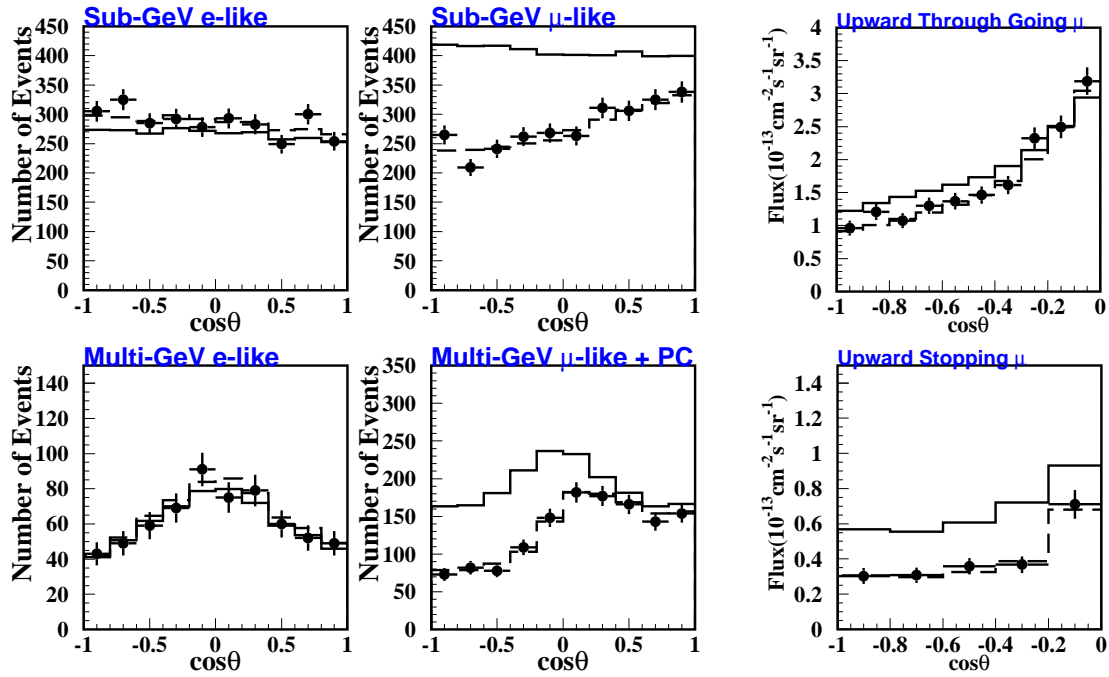 Sub-GeV e-like
Number of Events
450
400
350
300
250
200
150
100
50
0
-1 -0.5 0 0.5 1
cosθ
Sub-GeV μ-like
Number of Events
450
400
350
300
250
200
150
100
50
0
-1 -0.5 0 0.5 1
cosθ
Upward Through Going μ
Flux(10⁻¹³cm⁻²s⁻¹sr⁻¹)
4
3.5
3
2.5
2
1.5
1
0.5
0
-1 -0.8 -0.6 -0.4 -0.2 0
cosθ
Multi-GeV e-like
Number of Events
140
120
100
80
60
40
20
0
-1 -0.5 0 0.5 1
cosθ
Multi-GeV μ-like + PC
Number of Events
350
300
250
200
150
100
50
0
-1 -0.5 0 0.5 1
cosθ
Upward Stopping μ
Flux(10⁻¹³cm⁻²s⁻¹sr⁻¹)
1.4
1.2
1
0.8
0.6
0.4
0.2
0
-1 -0.8 -0.6 -0.4 -0.2 0
cosθ